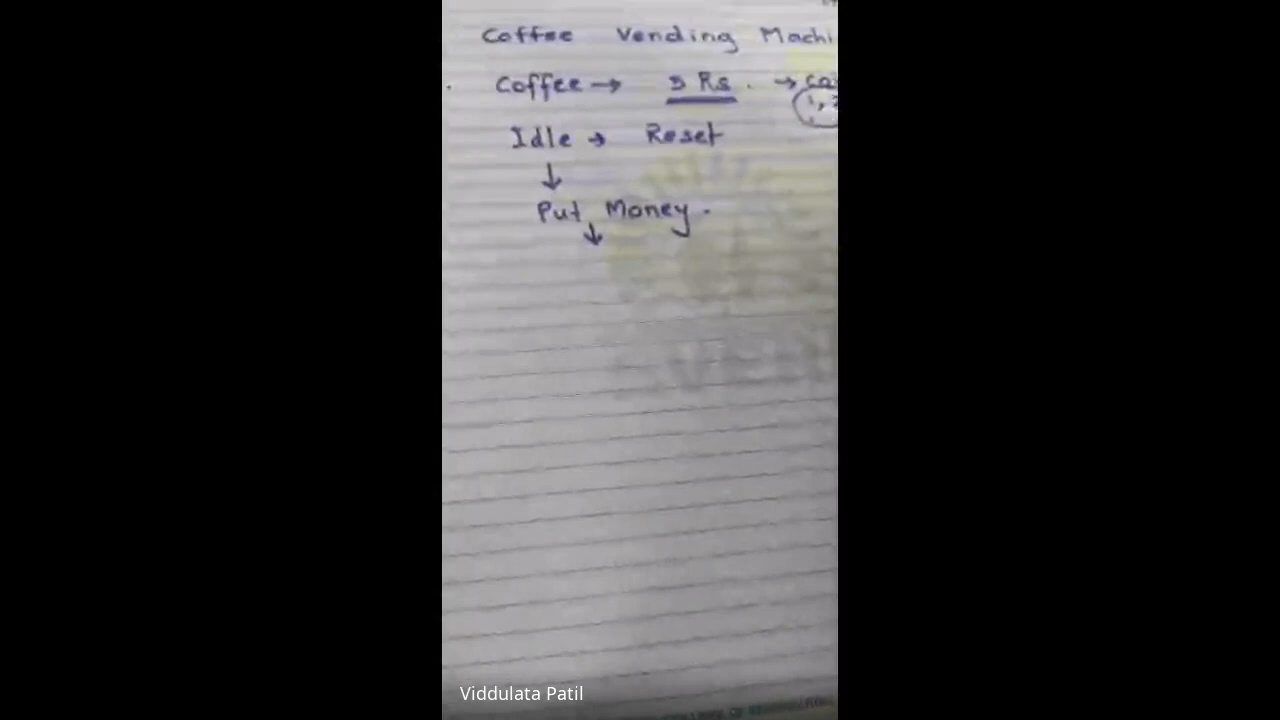 Coffee Vending Machi
Coffee → 5 Rs. →
Idle → Reset
↓
Put Money.
↓
Viddulata Patil